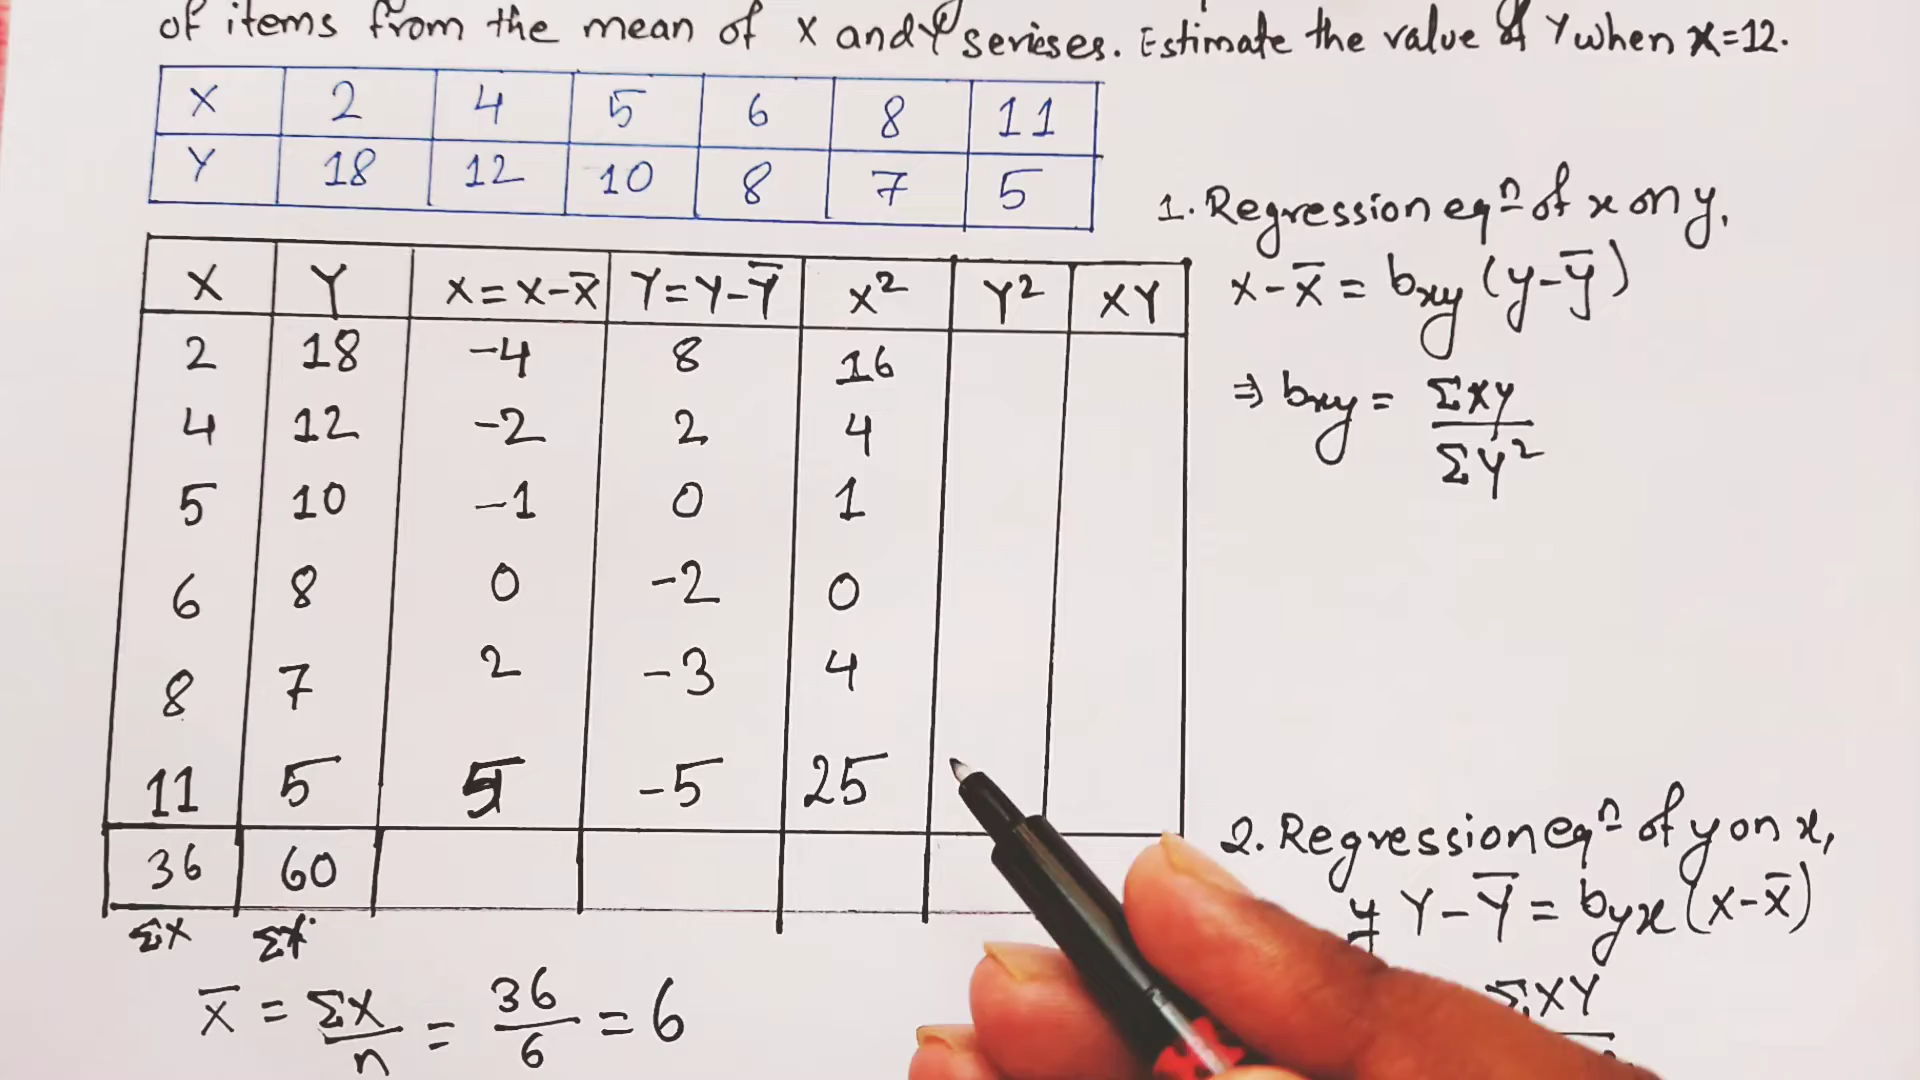 of items from the mean of X and Y serieses. Estimate the value of Y when x=12.
X 2 4 5 6 8 11
Y 18 12 10 8 7 5
X Y x=x-x̅ Y=Y-Y̅ X² Y² XY
2 18 -4 8 16
4 12 -2 2 4
5 10 -1 0 1
6 8 0 -2 0
8 7 2 -3 4
11 5 5 -5 25
36 60
ΣX ΣY
X̅ = ΣX/n = 36/6 = 6
1. Regression eqⁿ of x on y,
x-x̅ = bxy (y-y̅)
⇒ bxy = ΣXY/ΣY²
2. Regression eqⁿ of y on x,
y Y-Y̅ = byx (x-x̅)
ΣXY